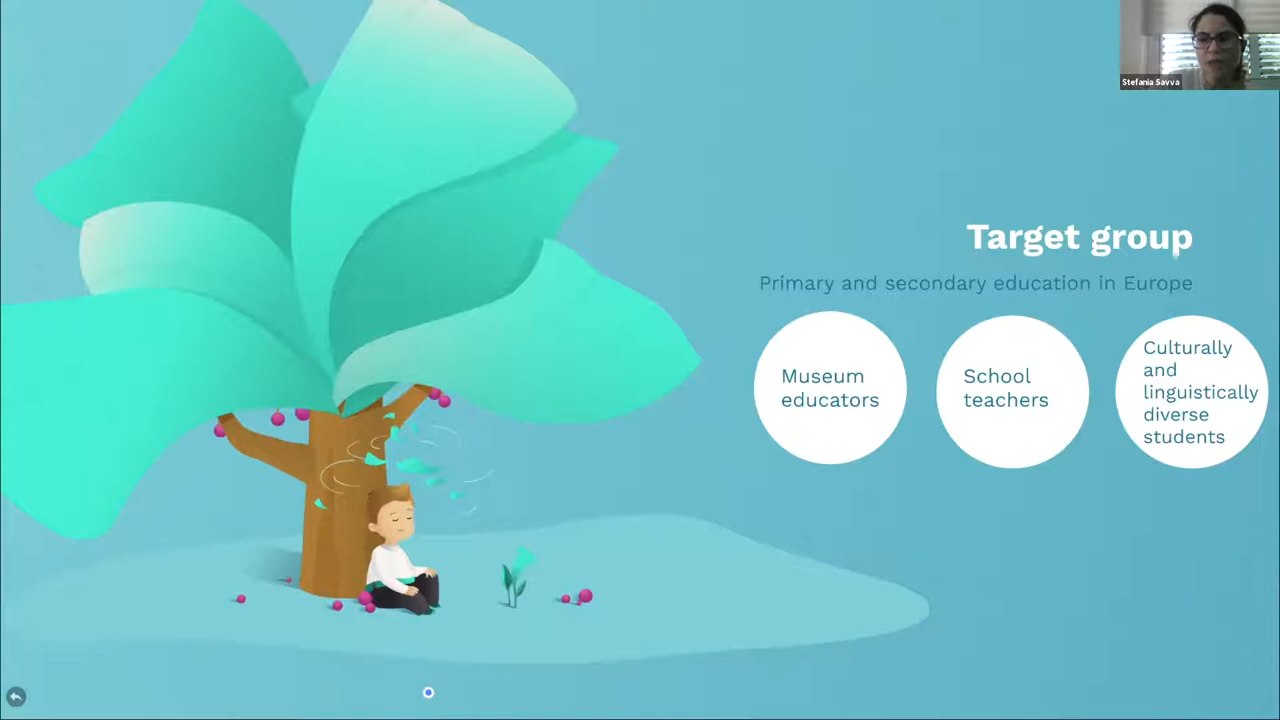 Stefania Savva
Target group
Primary and secondary education in Europe
Museum
educators
School
teachers
Culturally
and
linguistically
diverse
students